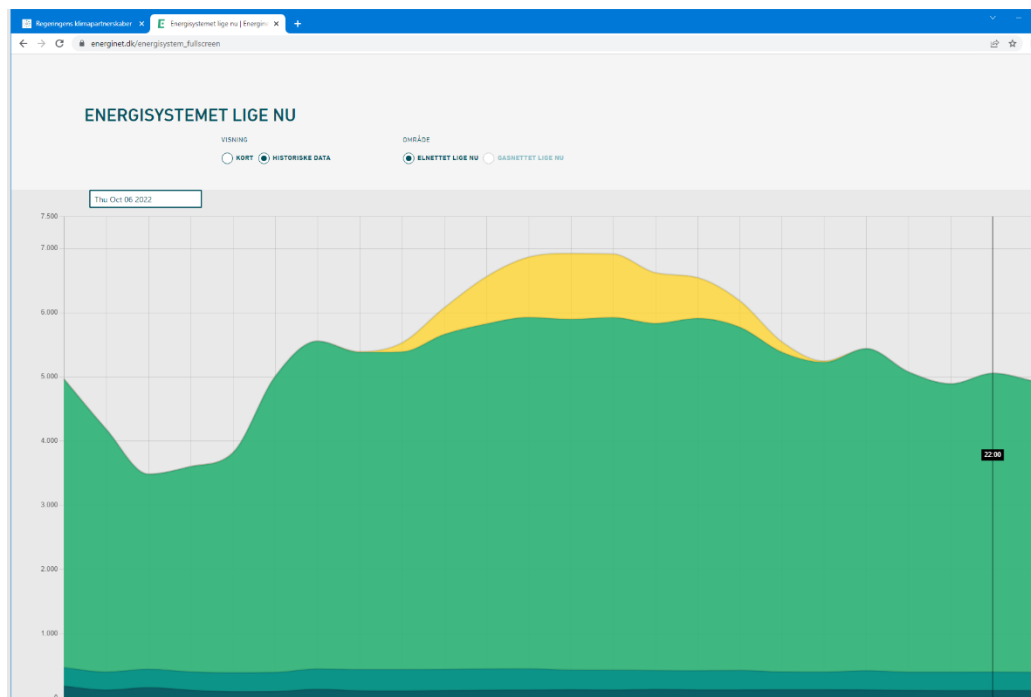 Regeringens klimapartnerskaber
Energisystemet lige nu | Energin
energinet.dk/energisystem_fullscreen
ENERGISYSTEMET LIGE NU
VISNING
OMRÅDE
KORT
HISTORISKE DATA
ELNETTET LIGE NU
GASNETTET LIGE NU
Thu Oct 06 2022
7.500
7.000
6.000
5.000
4.000
22:00
3.000
2.000
1.000
0